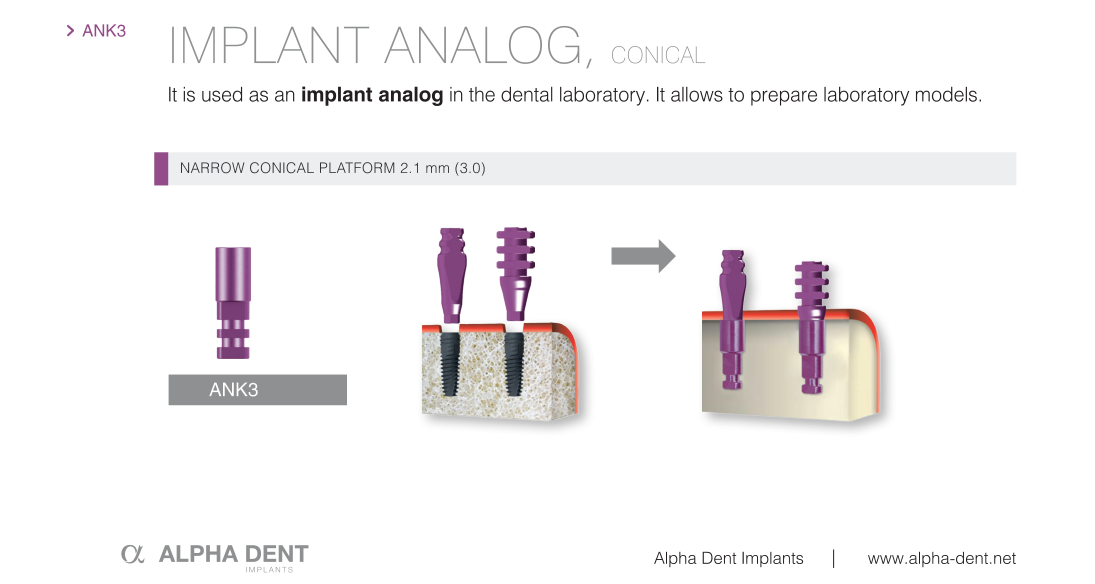 > ANK3
IMPLANT ANALOG, CONICAL
It is used as an implant analog in the dental laboratory. It allows to prepare laboratory models.
NARROW CONICAL PLATFORM 2.1 mm (3.0)
ANK3
α ALPHA DENT
IMPLANTS
Alpha Dent Implants | www.alpha-dent.net